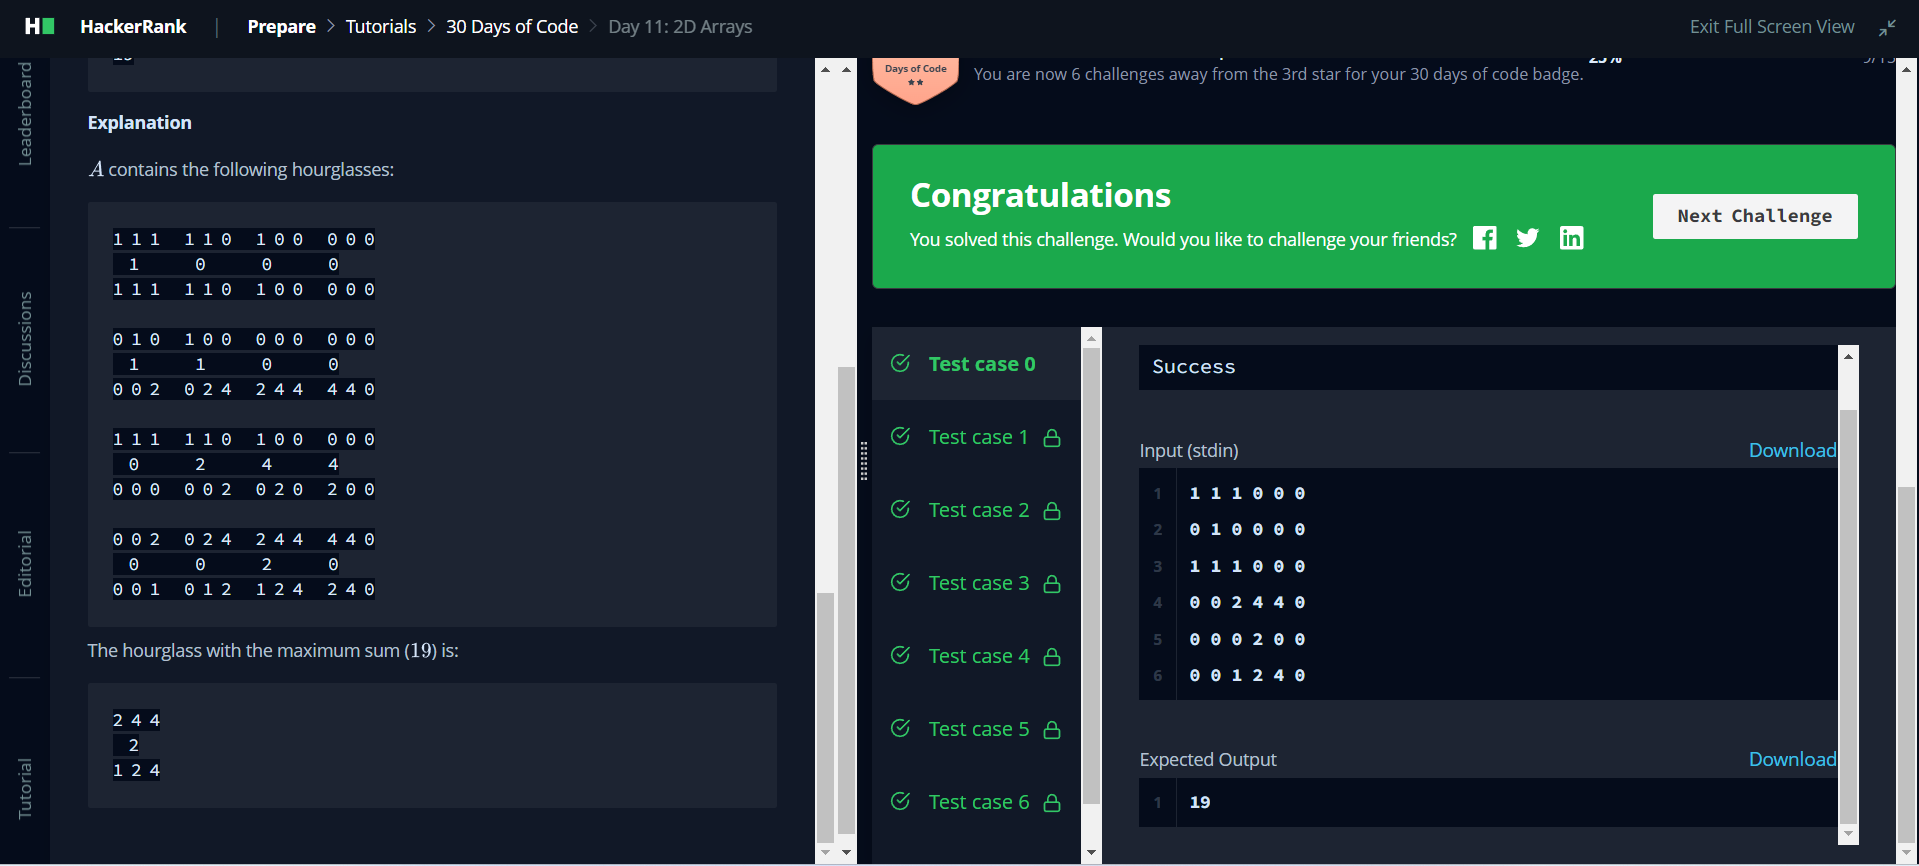 HackerRank | Prepare > Tutorials > 30 Days of Code > Day 11: 2D Arrays
Exit Full Screen View
Leaderboard
Discussions
Editorial
Tutorial
Explanation
A contains the following hourglasses:
1 1 1 1 1 0 1 0 0 0 0 0
1 0 0 0
1 1 1 1 1 0 1 0 0 0 0 0
0 1 0 1 0 0 0 0 0 0 0 0
1 1 0 0
0 0 2 0 2 4 2 4 4 4 4 0
1 1 1 1 1 0 1 0 0 0 0 0
0 2 4 4
0 0 0 0 0 2 0 2 0 2 0 0
0 0 2 0 2 4 2 4 4 4 4 0
0 0 2 0
0 0 1 0 1 2 1 2 4 2 4 0
The hourglass with the maximum sum (19) is:
2 4 4
2
1 2 4
Days of Code
You are now 6 challenges away from the 3rd star for your 30 days of code badge.
Congratulations
You solved this challenge. Would you like to challenge your friends?
Next Challenge
Test case 0
Test case 1
Test case 2
Test case 3
Test case 4
Test case 5
Test case 6
Success
Input (stdin)
Download
1 1 1 1 0 0 0
2 0 1 0 0 0 0
3 1 1 1 0 0 0
4 0 0 2 4 4 0
5 0 0 0 2 0 0
6 0 0 1 2 4 0
Expected Output
Download
1 19